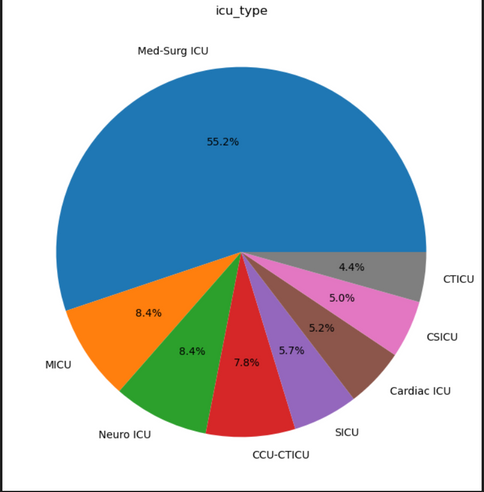 icu_type
Med-Surg ICU
55.2%
CTICU
4.4%
CSICU
5.0%
Cardiac ICU
5.2%
SICU
5.7%
CCU-CTICU
7.8%
Neuro ICU
8.4%
MICU
8.4%